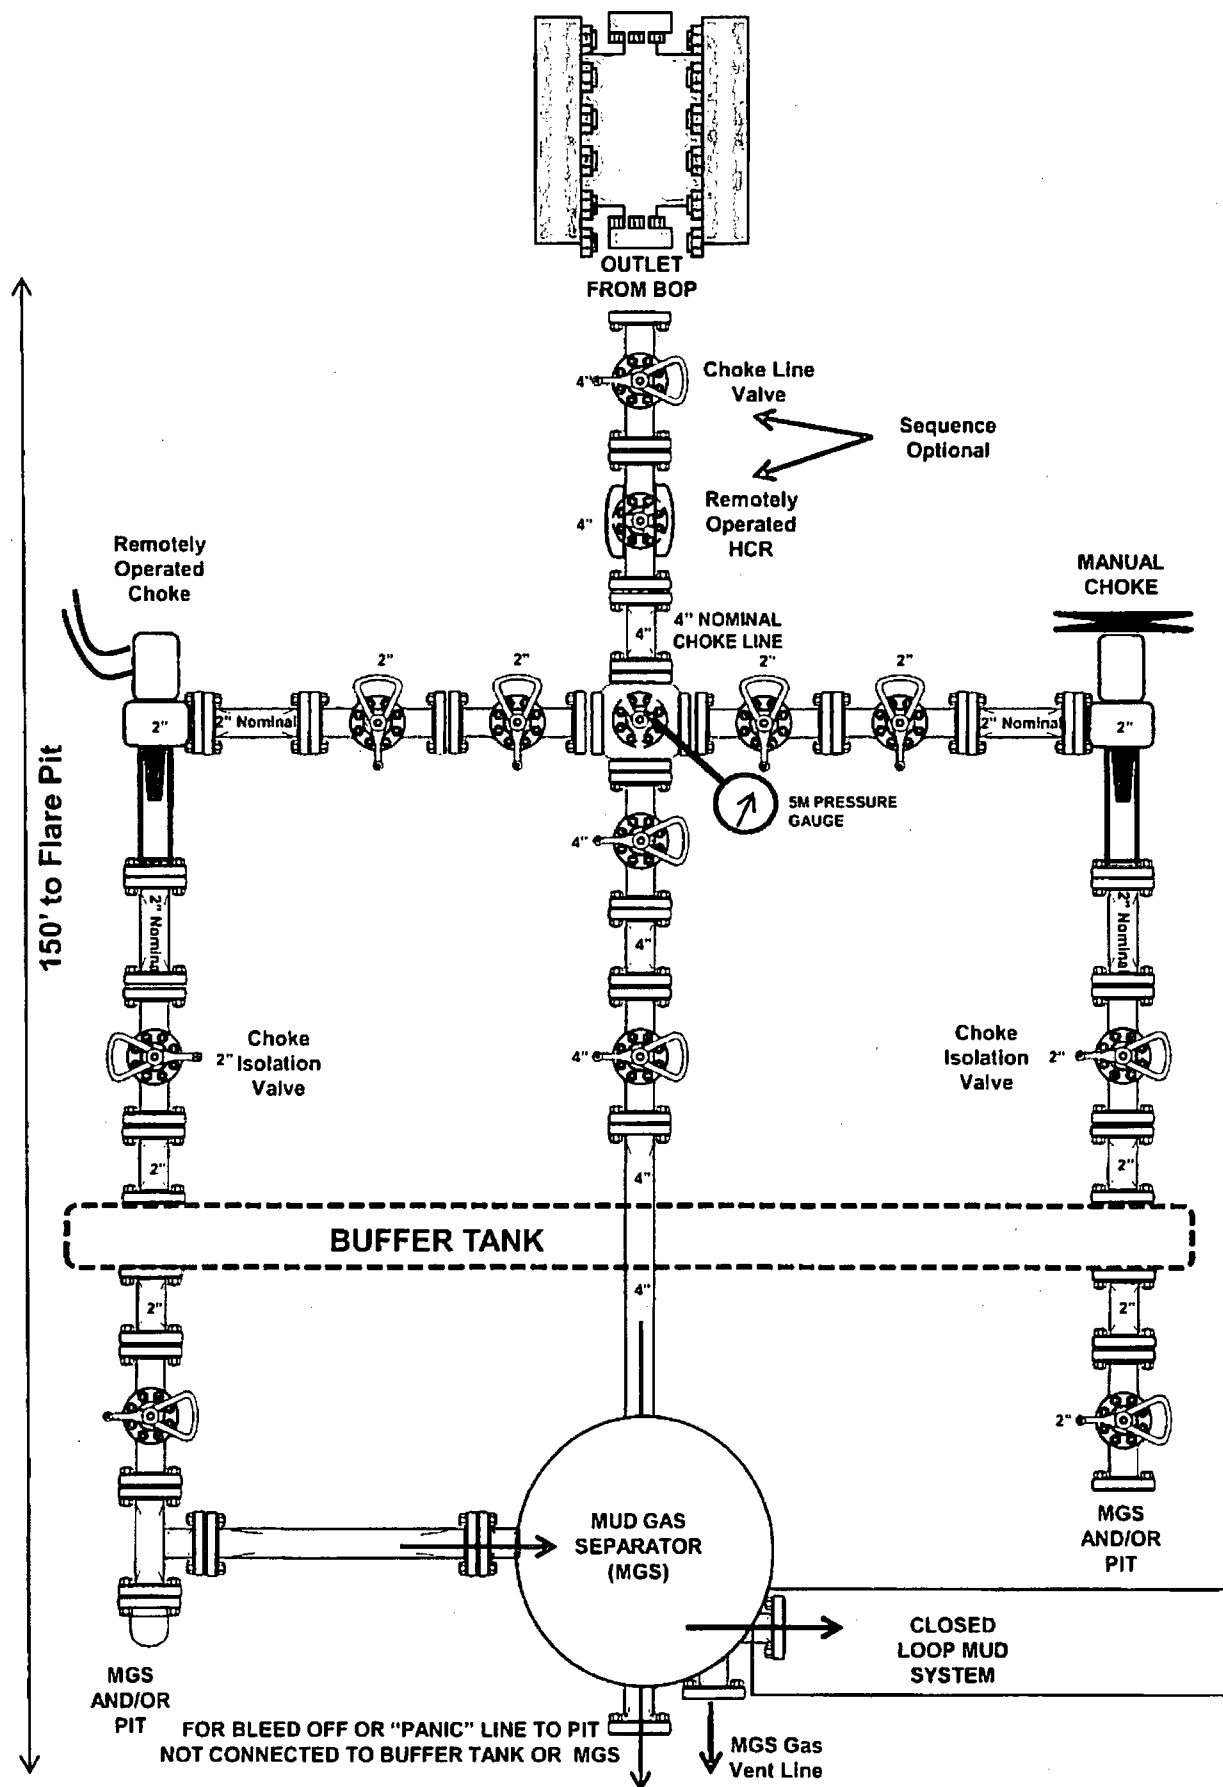 OUTLET
FROM BOP
4"
Choke Line
Valve
Sequence
Optional
4"
Remotely
Operated
HCR
Remotely
Operated
Choke
MANUAL
CHOKE
4"
4" NOMINAL
CHOKE LINE
2"
2"
2"
2"
2"
2" Nominal
2" Nominal
2"
5M PRESSURE
GAUGE
150' to Flare Pit
4"
2" Nominal
4"
2" Nominal
Choke
2" Isolation
Valve
4"
Choke
Isolation
Valve
2"
2"
4"
2"
BUFFER TANK
2"
4"
2"
2"
MUD GAS
SEPARATOR
(MGS)
MGS
AND/OR
PIT
CLOSED
LOOP MUD
SYSTEM
MGS
AND/OR
PIT
FOR BLEED OFF OR "PANIC" LINE TO PIT
NOT CONNECTED TO BUFFER TANK OR MGS
MGS Gas
Vent Line